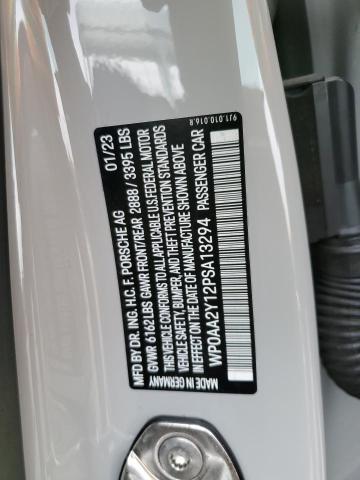 MFD BY DR. ING. H.C. F. PORSCHE AG 01/23
GVWR 6162 LBS GAWR FRONT/REAR 2888 / 3395 LBS
THIS VEHICLE CONFORMS TO ALL APPLICABLE U.S. FEDERAL MOTOR
VEHICLE SAFETY, BUMPER, AND THEFT PREVENTION STANDARDS
IN EFFECT ON THE DATE OF MANUFACTURE SHOWN ABOVE
WP0AA2Y12PSA13294 PASSENGER CAR
MADE IN GERMANY
9J1.010.016.R